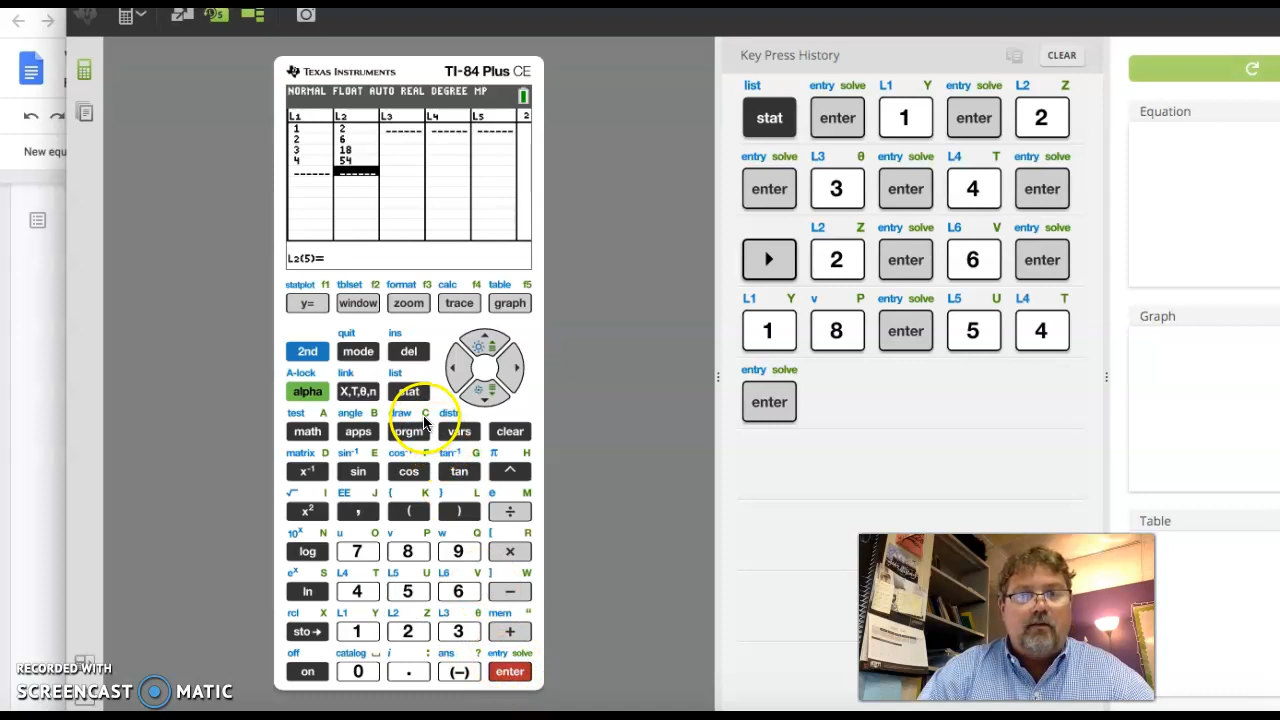 TEXAS INSTRUMENTS TI-84 Plus CE
NORMAL FLOAT AUTO REAL DEGREE MP
L1 L2 L3 L4 L5 2
1 2 ------ ------ ------
2 6
3 18
4 54
------ ------
L2(5)=
statplot f1 tblset f2 format f3 calc f4 table f5
y= window zoom trace graph
quit ins
2nd mode del
A-lock link list
alpha X,T,θ,n stat
test A angle B draw C distr
math apps prgm vars clear
matrix D sin-1 E cos-1 F tan-1 G π H
x-1 sin cos tan ^
√ I EE J { K } L e M
x2 , ( ) ÷
10x N u O v P w Q [ R
log 7 8 9 ×
ex S L4 T L5 U L6 V ] W
ln 4 5 6 −
rcl X L1 Y L2 Z L3 θ mem "
sto→ 1 2 3 +
off catalog i : ans ? entry solve
on 0 . (−) enter
Key Press History
CLEAR
list entry solve L1 Y entry solve L2 Z
stat enter 1 enter 2
entry solve L3 θ entry solve L4 T entry solve
enter 3 enter 4 enter
L2 Z entry solve L6 V entry solve
2 enter 6 enter
L1 Y v P entry solve L5 U L4 T
1 8 enter 5 4
entry solve
enter
Equation
Graph
Table
New equ
RECORDED WITH
SCREENCAST MATIC